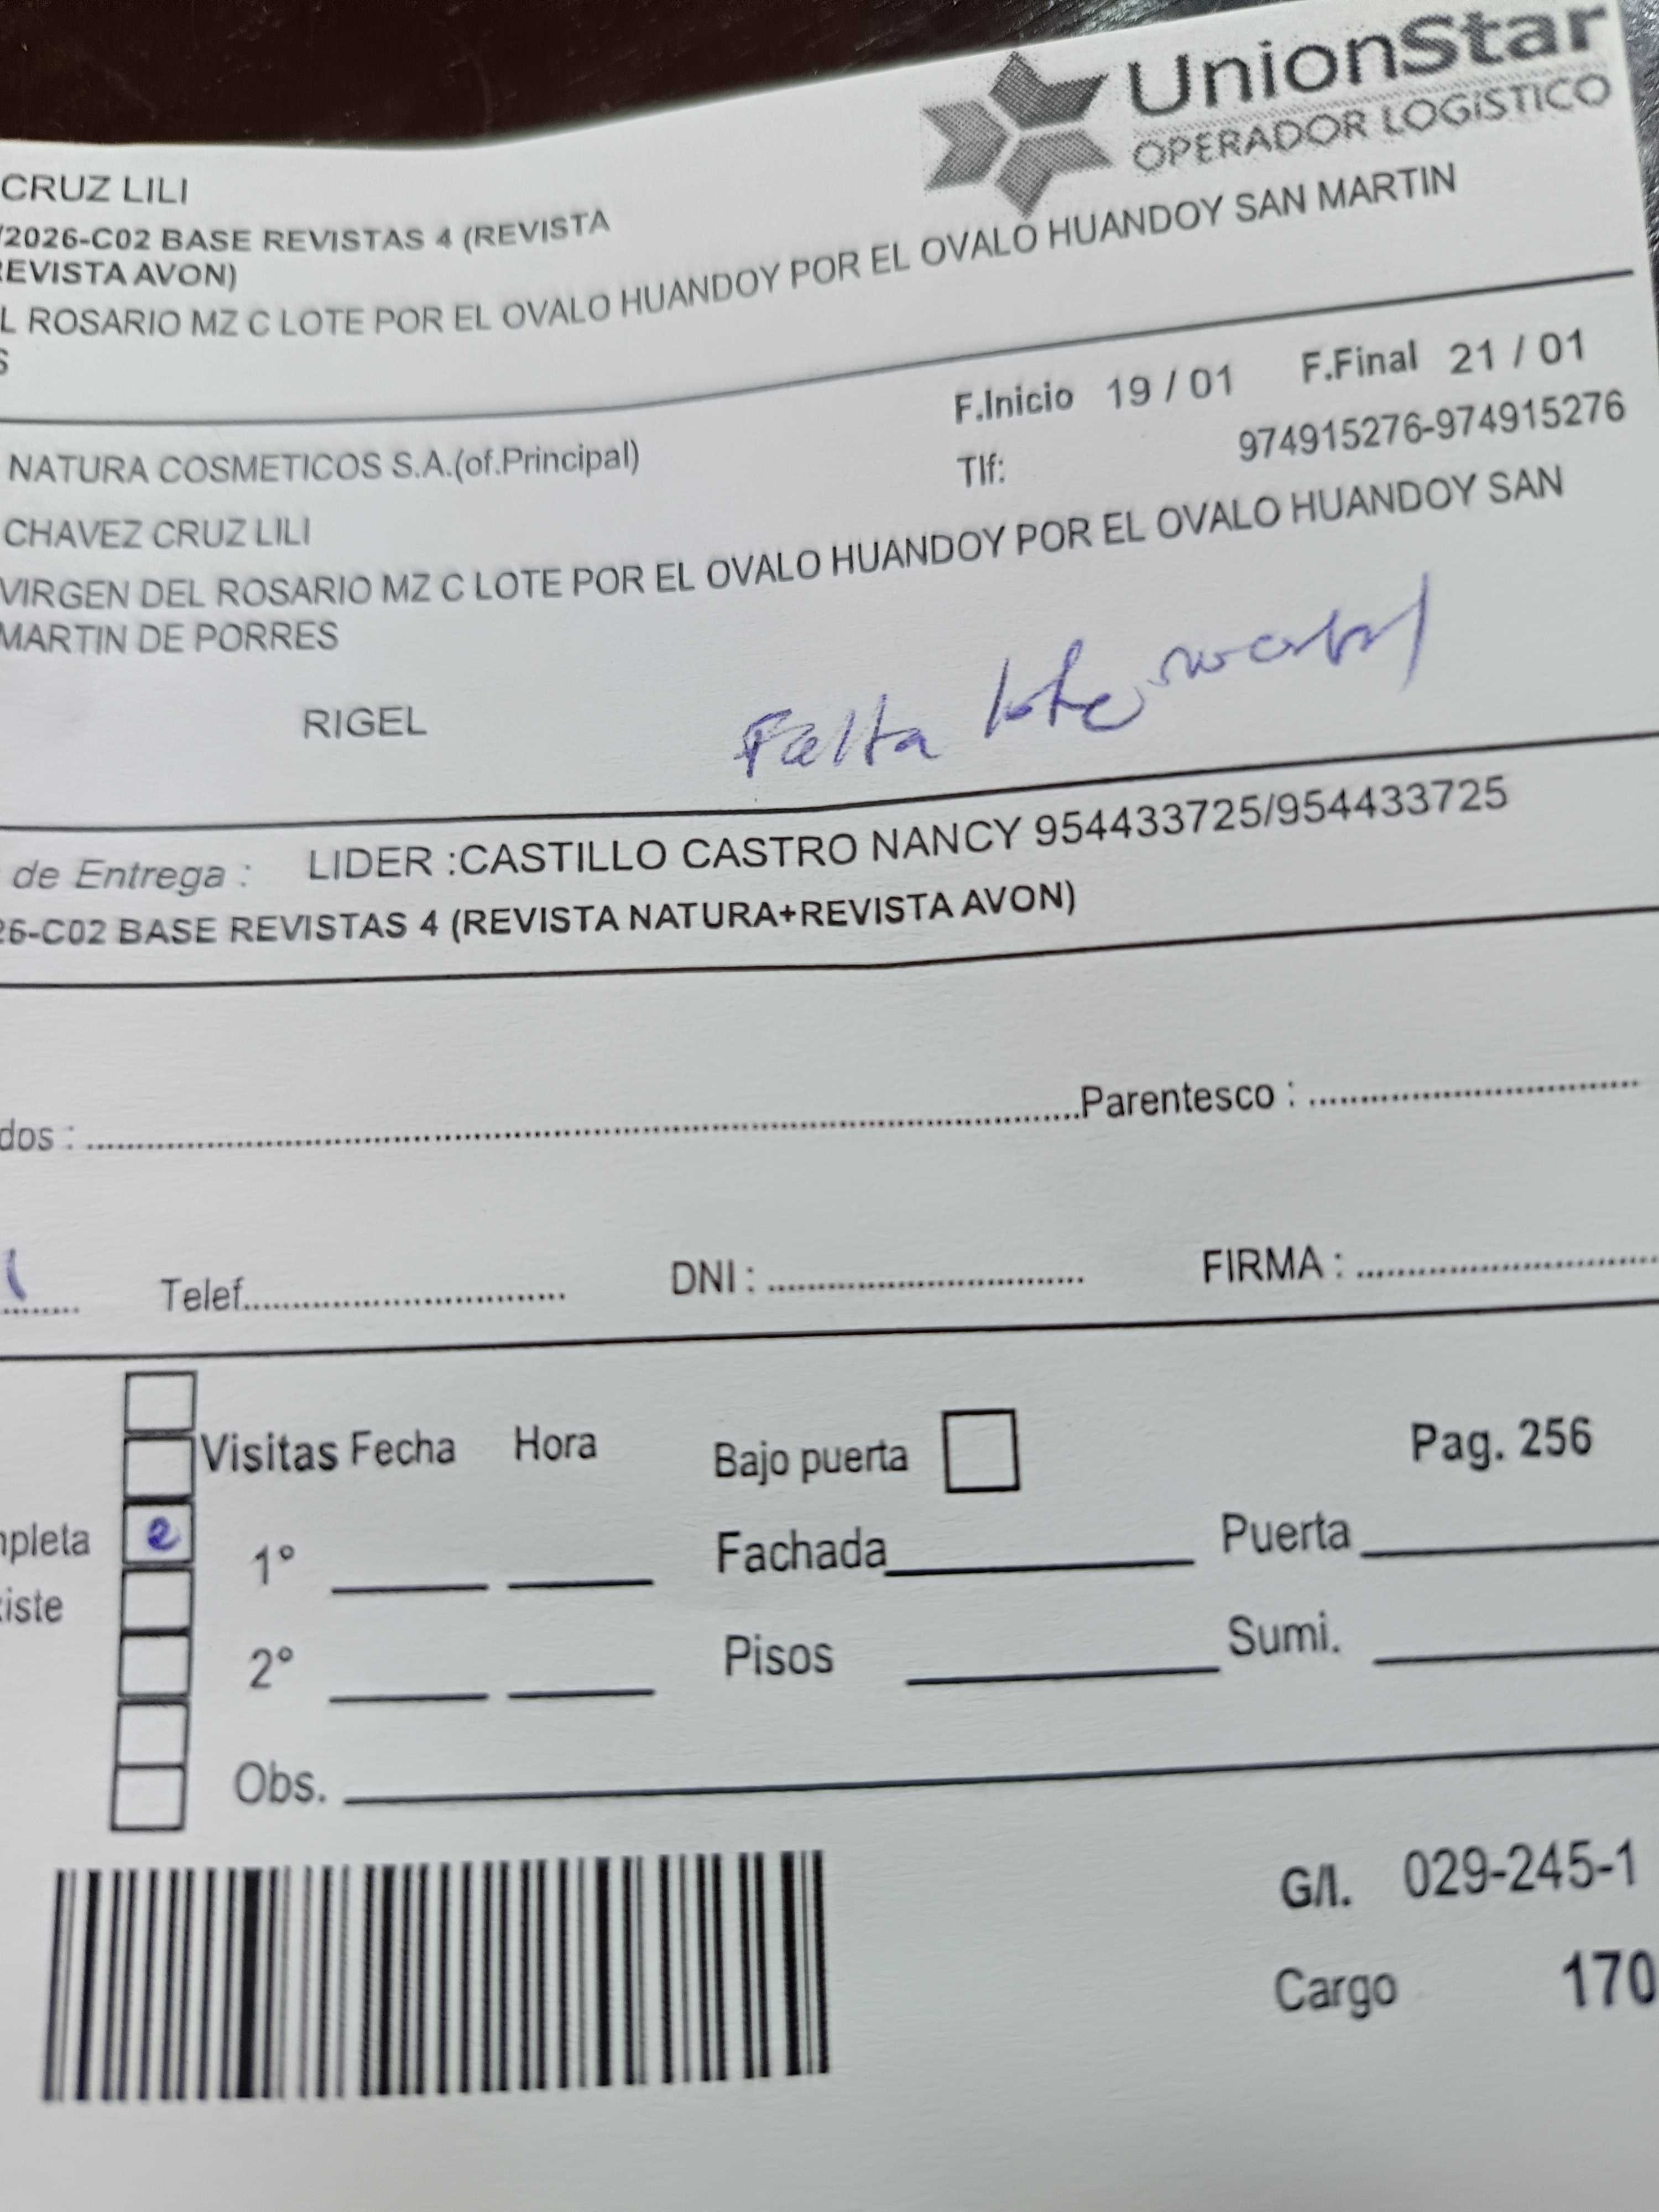 UnionStar
OPERADOR LOGíSTICO
CRUZ LILI
/2026-C02 BASE REVISTAS 4 (REVISTA
REVISTA AVON)
L ROSARIO MZ C LOTE POR EL OVALO HUANDOY POR EL OVALO HUANDOY SAN MARTIN
S
F.Inicio 19 / 01 F.Final 21 / 01
NATURA COSMETICOS S.A.(of.Principal)
Tlf: 974915276-974915276
CHAVEZ CRUZ LILI
VIRGEN DEL ROSARIO MZ C LOTE POR EL OVALO HUANDOY POR EL OVALO HUANDOY SAN
MARTIN DE PORRES
RIGEL
Falta lote
de Entrega : LIDER :CASTILLO CASTRO NANCY 954433725/954433725
26-C02 BASE REVISTAS 4 (REVISTA NATURA+REVISTA AVON)
dos : Parentesco :
Telef. DNI : FIRMA :
Visitas Fecha Hora Bajo puerta Pag. 256
mpleta 1° Fachada Puerta
xiste
2° Pisos Sumi.
Obs.
G/I. 029-245-1
Cargo 170